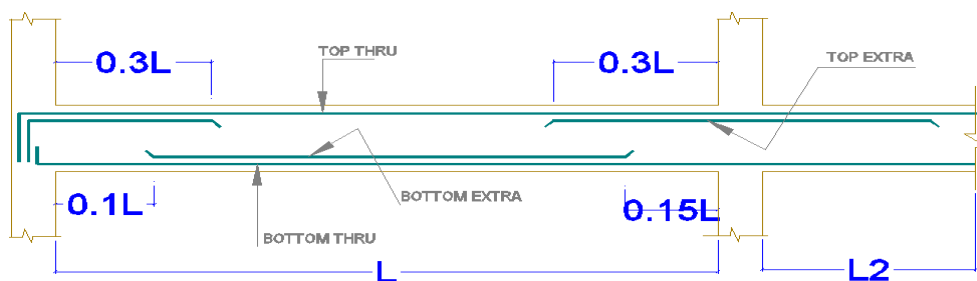 TOP THRU
0.3L
0.3L
TOP EXTRA
0.1L
BOTTOM EXTRA
0.15L
BOTTOM THRU
L
L2